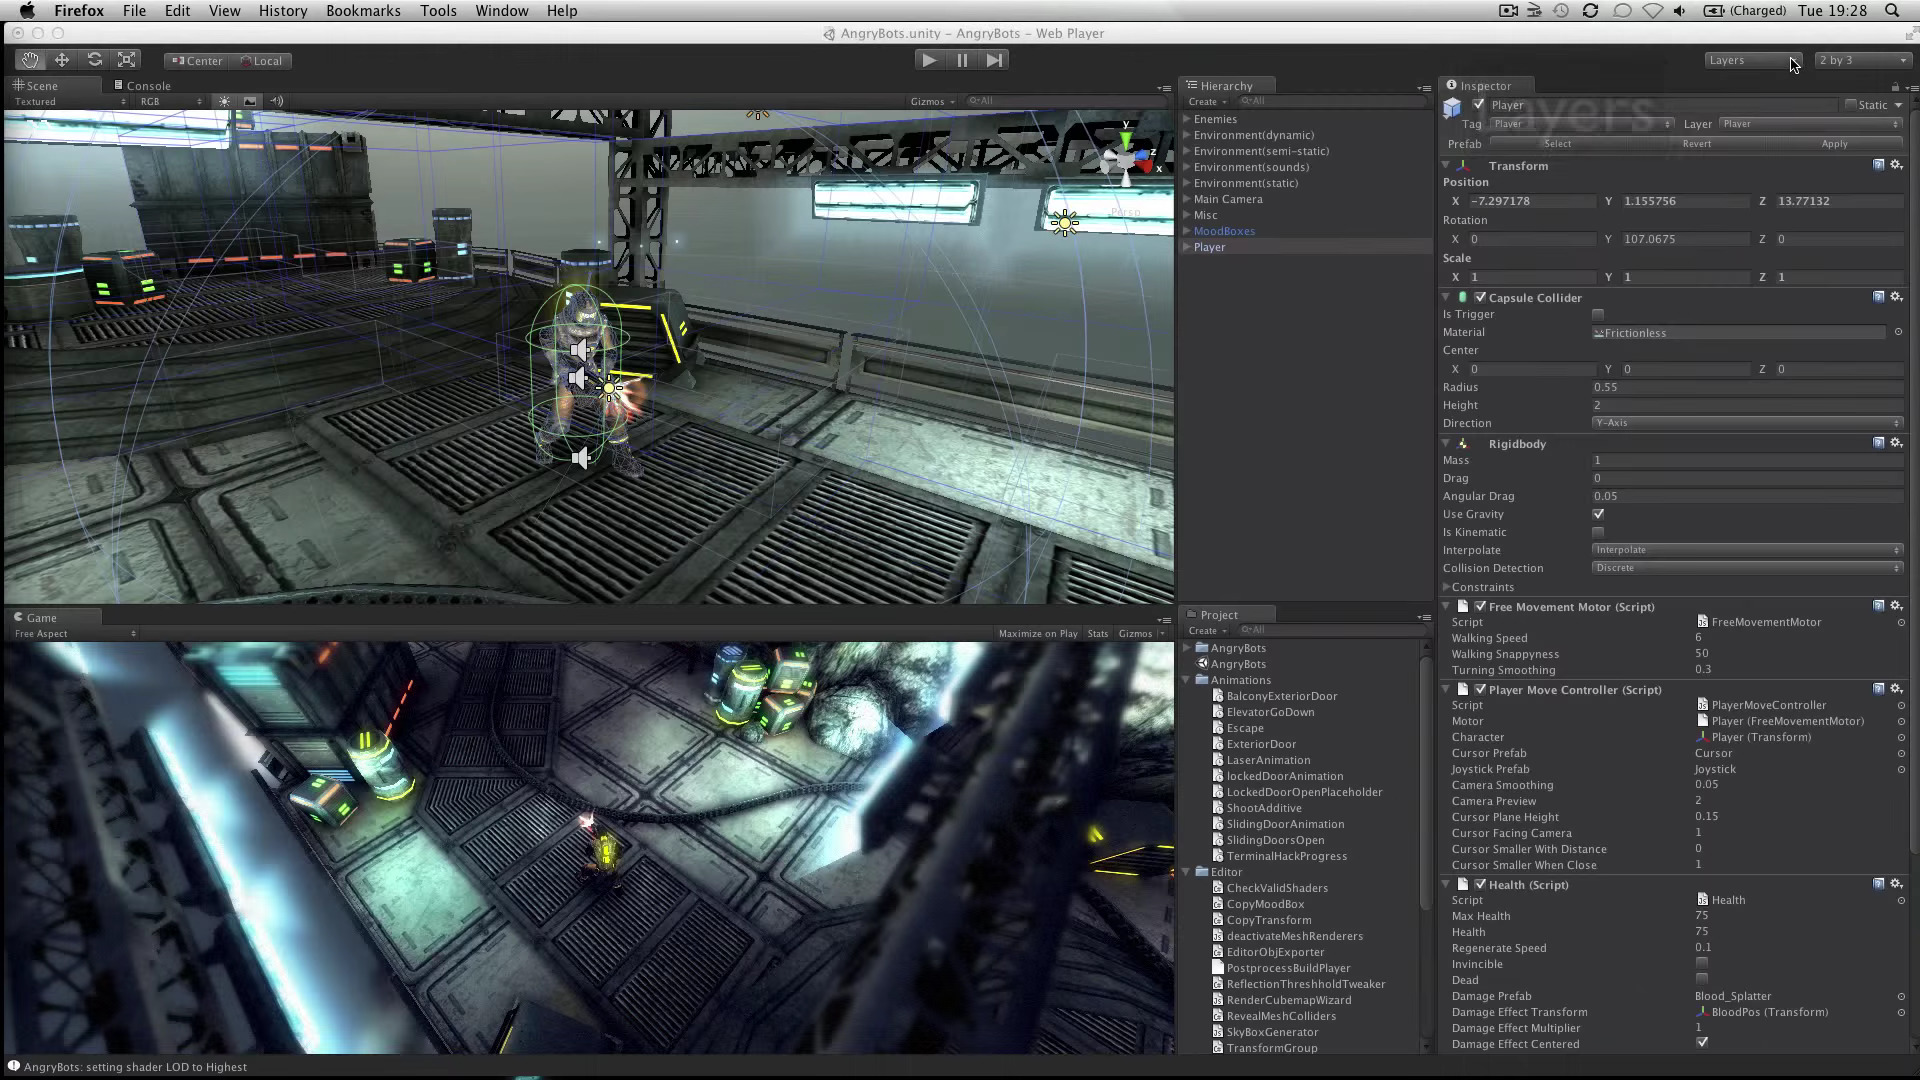 Firefox File Edit View History Bookmarks Tools Window Help (Charged) Tue 19:28
AngryBots.unity – AngryBots – Web Player
Center Local Layers 2 by 3
Scene Console
Textured RGB Gizmos All
Persp
y
z
x
Game
Free Aspect Maximize on Play Stats Gizmos
Hierarchy
Create All
Enemies
Environment(dynamic)
Environment(semi-static)
Environment(sounds)
Environment(static)
Main Camera
Misc
MoodBoxes
Player
Project
Create All
AngryBots
AngryBots
Animations
BalconyExteriorDoor
ElevatorGoDown
Escape
ExteriorDoor
LaserAnimation
lockedDoorAnimation
LockedDoorOpenPlaceholder
ShootAdditive
SlidingDoorAnimation
SlidingDoorsOpen
TerminalHackProgress
Editor
CheckValidShaders
CopyMoodBox
CopyTransform
deactivateMeshRenderers
EditorObjExporter
PostprocessBuildPlayer
ReflectionThreshholdTweaker
RenderCubemapWizard
RevealMeshColliders
SkyBoxGenerator
TransformGroup
Inspector
Player Static
Layers
Tag Player Layer Player
Prefab Select Revert Apply
Transform
Position
X -7.297178 Y 1.155756 Z 13.77132
Rotation
X 0 Y 107.0675 Z 0
Scale
X 1 Y 1 Z 1
Capsule Collider
Is Trigger
Material Frictionless
Center
X 0 Y 0 Z 0
Radius 0.55
Height 2
Direction Y-Axis
Rigidbody
Mass 1
Drag 0
Angular Drag 0.05
Use Gravity
Is Kinematic
Interpolate Interpolate
Collision Detection Discrete
Constraints
Free Movement Motor (Script)
Script FreeMovementMotor
Walking Speed 6
Walking Snappyness 50
Turning Smoothing 0.3
Player Move Controller (Script)
Script PlayerMoveController
Motor Player (FreeMovementMotor)
Character Player (Transform)
Cursor Prefab Cursor
Joystick Prefab Joystick
Camera Smoothing 0.05
Camera Preview 2
Cursor Plane Height 0.15
Cursor Facing Camera 1
Cursor Smaller With Distance 0
Cursor Smaller When Close 1
Health (Script)
Script Health
Max Health 75
Health 75
Regenerate Speed 0.1
Invincible
Dead
Damage Prefab Blood_Splatter
Damage Effect Transform BloodPos (Transform)
Damage Effect Multiplier 1
Damage Effect Centered
AngryBots: setting shader LOD to Highest